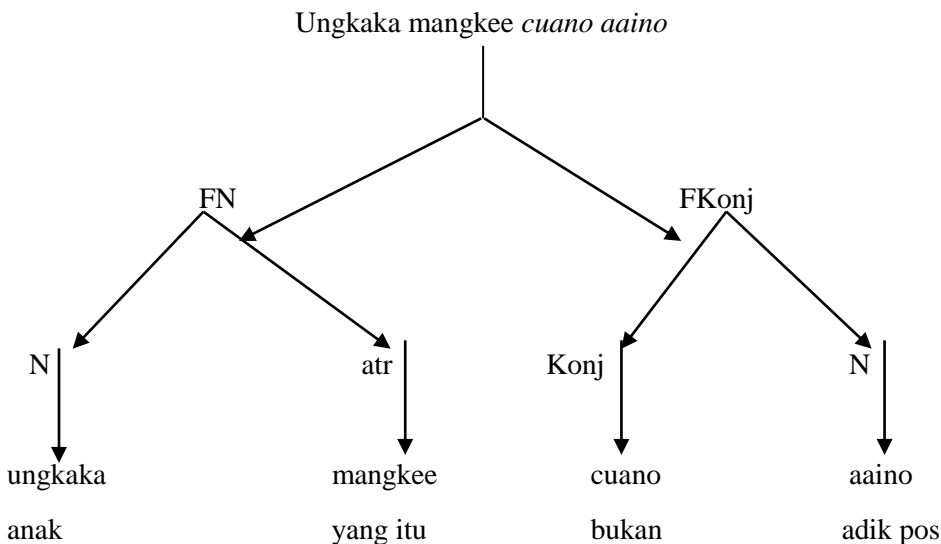 Ungkaka mangkee cuano aaino
FN FKonj
N atr Konj N
ungkaka mangkee cuano aaino
anak yang itu bukan adik pos